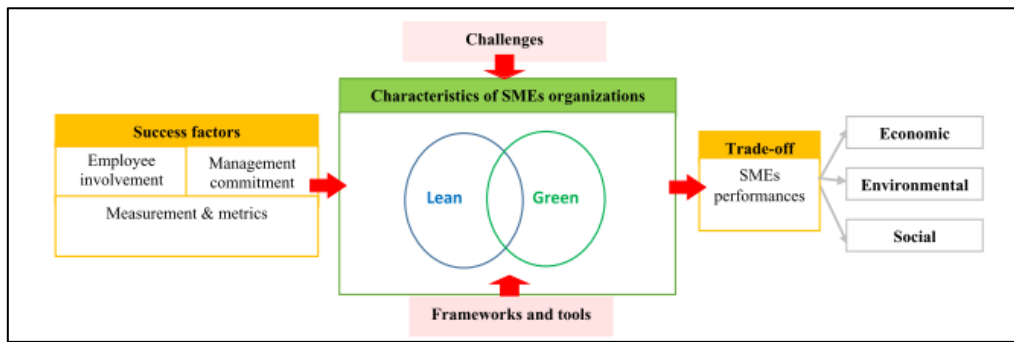 Challenges
Characteristics of SMEs organizations
Success factors
Employee
involvement
Management
commitment
Measurement & metrics
Lean
Green
Trade-off
SMEs
performances
Economic
Environmental
Social
Frameworks and tools